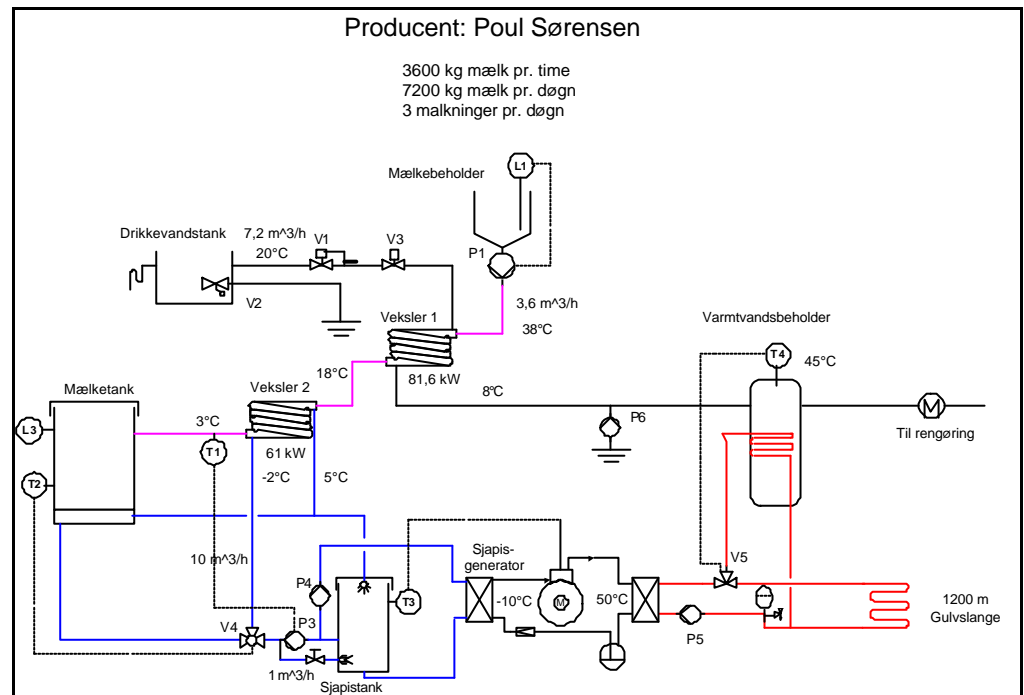 Producent: Poul Sørensen
3600 kg mælk pr. time
7200 kg mælk pr. døgn
3 malkninger pr. døgn
L1
Mælkebeholder
7,2 m^3/h
Drikkevandstank
V1
V3
20°C
P1
V2
3,6 m^3/h
Veksler 1
38°C
Varmtvandsbeholder
T4
45°C
18°C
81,6 kW
Mælketank
Veksler 2
8°C
3°C
P6
M
L3
T1
61 kW
Til rengøring
T2
-2°C
5°C
10 m^3/h
Sjapis-
generator
V5
P4
T3
-10°C
M
50°C
V4
P3
P5
1200 m
Gulvslange
1 m^3/h
Sjapistank